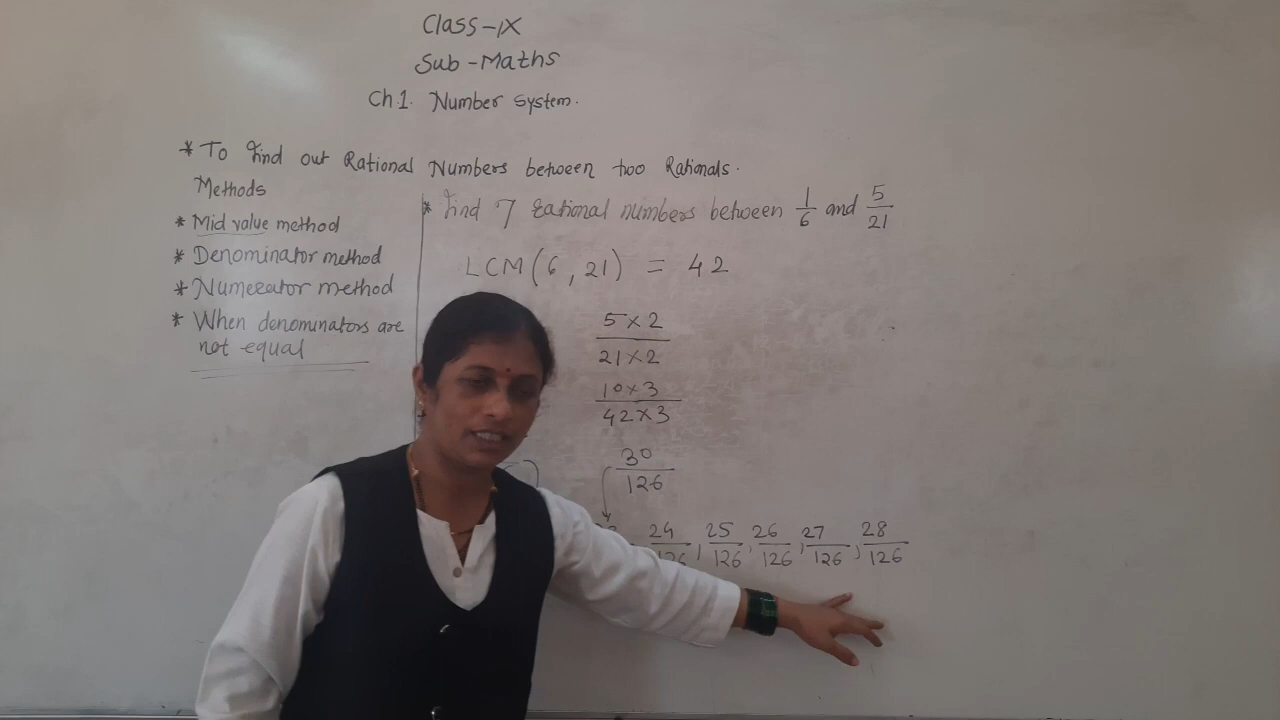 Class-IX
Sub-Maths
Ch.1. Number System.
* To find out Rational Numbers between two Rationals.
Methods
* Mid value method
* Denominator method
* Numerator method
* When denominators are
not equal
* find 7 rational numbers between 1/6 and 5/21
LCM(6, 21) = 42
5×2
21×2
10×3
42×3
30
126
24/126, 25/126, 26/126, 27/126, 28/126